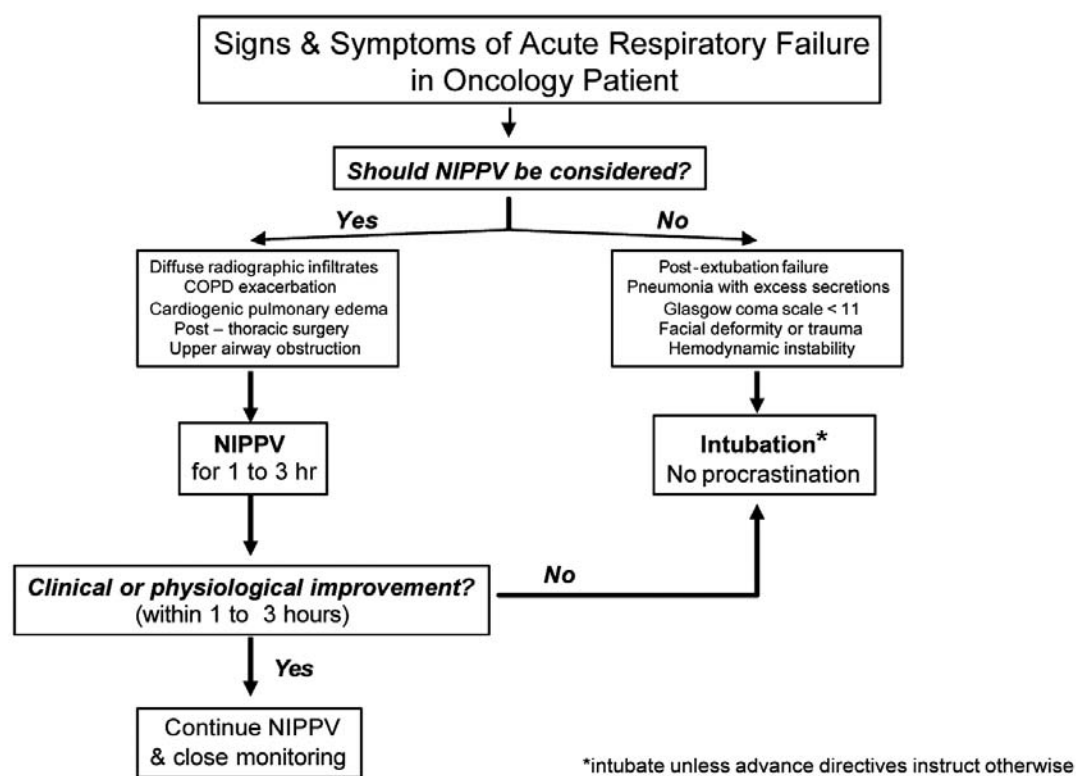 Signs & Symptoms of Acute Respiratory Failure
in Oncology Patient
Should NIPPV be considered?
Yes
No
Diffuse radiographic infiltrates
COPD exacerbation
Cardiogenic pulmonary edema
Post – thoracic surgery
Upper airway obstruction
Post-extubation failure
Pneumonia with excess secretions
Glasgow coma scale < 11
Facial deformity or trauma
Hemodynamic instability
NIPPV
for 1 to 3 hr
Intubation*
No procrastination
Clinical or physiological improvement?
(within 1 to 3 hours)
No
Yes
Continue NIPPV
& close monitoring
*intubate unless advance directives instruct otherwise